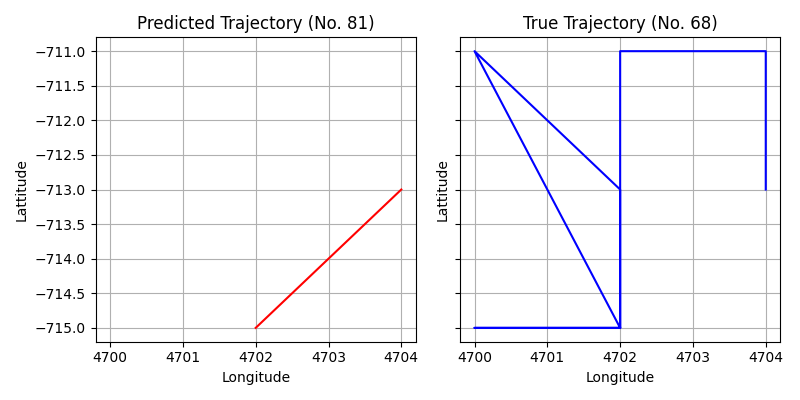 Predicted Trajectory (No. 81)
True Trajectory (No. 68)
−711.0
−711.5
−712.0
−712.5
−713.0
−713.5
−714.0
−714.5
−715.0
Lattitude
Lattitude
4700 4701 4702 4703 4704
4700 4701 4702 4703 4704
Longitude
Longitude